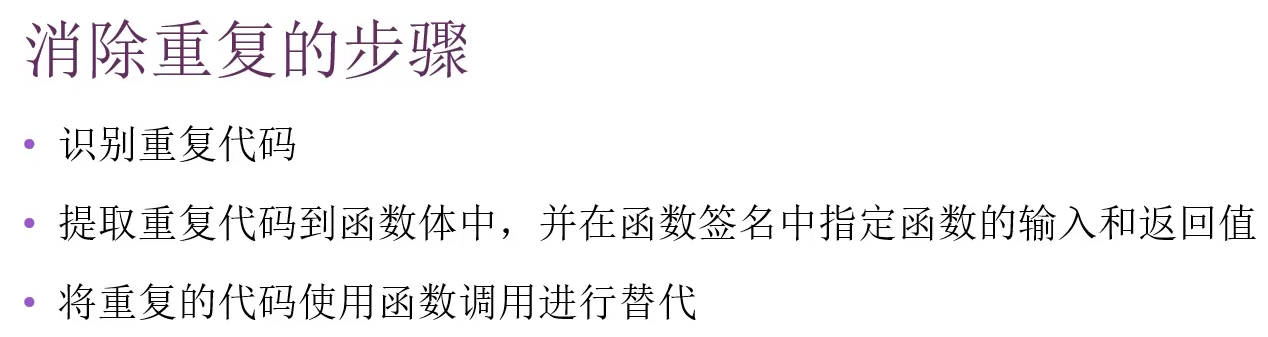 消除重复的步骤
• 识别重复代码
• 提取重复代码到函数体中，并在函数签名中指定函数的输入和返回值
• 将重复的代码使用函数调用进行替代